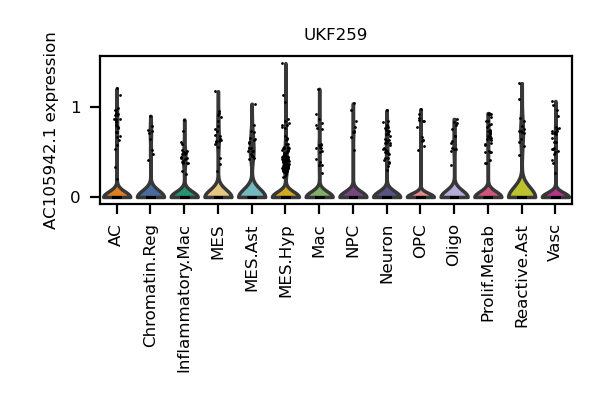 UKF259
AC105942.1 expression
1
0
AC
Chromatin.Reg
Inflammatory.Mac
MES
MES.Ast
MES.Hyp
Mac
NPC
Neuron
OPC
Oligo
Prolif.Metab
Reactive.Ast
Vasc